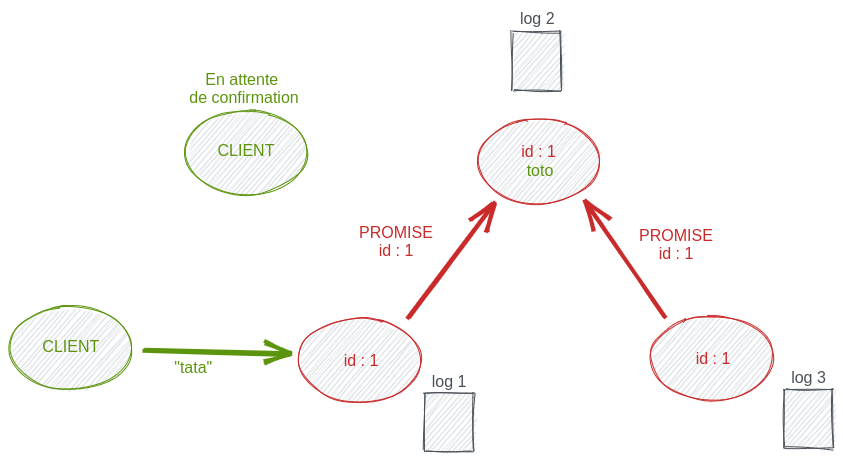 log 2
En attente
de confirmation
CLIENT
id : 1
toto
PROMISE
id : 1
PROMISE
id : 1
CLIENT
"tata"
id : 1
log 1
id : 1
log 3